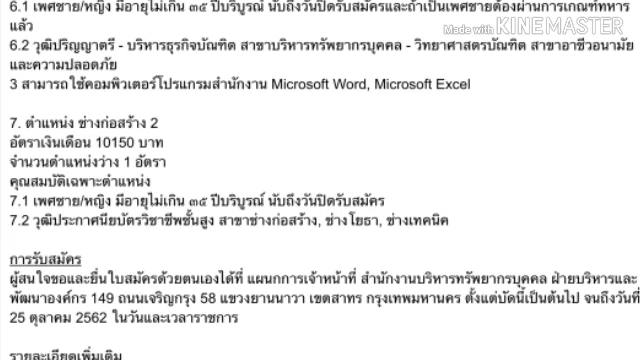 6.1 เพศชาย/หญิง มีอายุไม่เกิน ๓๕ ปีบริบูรณ์ นับถึงวันปิดรับสมัครและถ้าเป็นเพศชายต้องผ่านการเกณฑ์ทหาร
แล้ว
Made with KINEMASTER
6.2 วุฒิปริญญาตรี - บริหารธุรกิจบัณฑิต สาขาบริหารทรัพยากรบุคคล - วิทยาศาสตรบัณฑิต สาขาอาชีวอนามัย
และความปลอดภัย
3 สามารถใช้คอมพิวเตอร์โปรแกรมสำนักงาน Microsoft Word, Microsoft Excel
7. ตำแหน่ง ช่างก่อสร้าง 2
อัตราเงินเดือน 10150 บาท
จำนวนตำแหน่งว่าง 1 อัตรา
คุณสมบัติเฉพาะตำแหน่ง
7.1 เพศชาย/หญิง มีอายุไม่เกิน ๓๕ ปีบริบูรณ์ นับถึงวันปิดรับสมัคร
7.2 วุฒิประกาศนียบัตรวิชาชีพชั้นสูง สาขาช่างก่อสร้าง, ช่างโยธา, ช่างเทคนิค
การรับสมัคร
ผู้สนใจขอและยื่นใบสมัครด้วยตนเองได้ที่ แผนกการเจ้าหน้าที่ สำนักงานบริหารทรัพยากรบุคคล ฝ่ายบริหารและ
พัฒนาองค์กร 149 ถนนเจริญกรุง 58 แขวงยานนาวา เขตสาทร กรุงเทพมหานคร ตั้งแต่บัดนี้เป็นต้นไป จนถึงวันที่
25 ตุลาคม 2562 ในวันและเวลาราชการ
รายละเอียดเพิ่มเติม